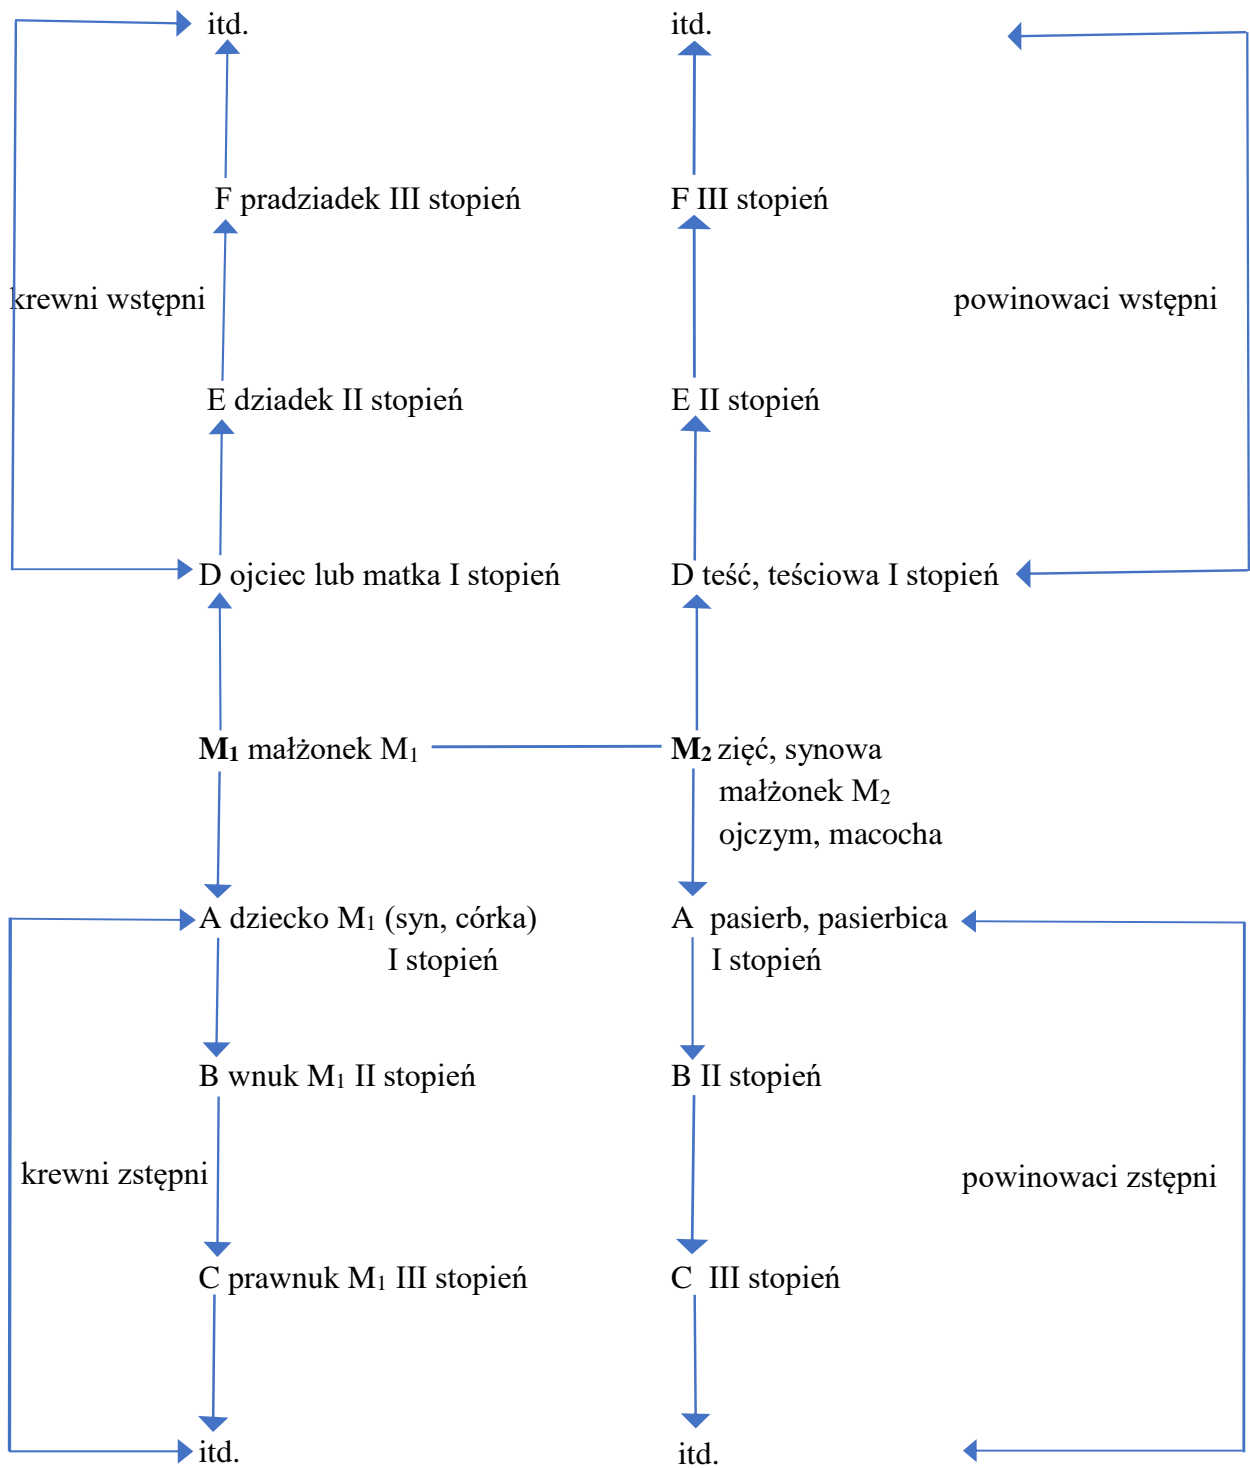 itd.
itd.
F pradziadek III stopień
F III stopień
krewni wstępni
powinowaci wstępni
E dziadek II stopień
E II stopień
D ojciec lub matka I stopień
D teść, teściowa I stopień
M₁ małżonek M₁
M₂ zięć, synowa
małżonek M₂
ojczym, macocha
A dziecko M₁ (syn, córka)
I stopień
A pasierb, pasierbica
I stopień
B wnuk M₁ II stopień
B II stopień
krewni zstępni
powinowaci zstępni
C prawnuk M₁ III stopień
C III stopień
itd.
itd.